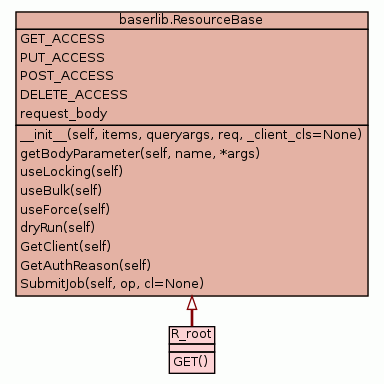 baserlib.ResourceBase
GET_ACCESS
PUT_ACCESS
POST_ACCESS
DELETE_ACCESS
request_body
__init__(self, items, queryargs, req, _client_cls=None)
getBodyParameter(self, name, *args)
useLocking(self)
useBulk(self)
useForce(self)
dryRun(self)
GetClient(self)
GetAuthReason(self)
SubmitJob(self, op, cl=None)
R_root
GET()